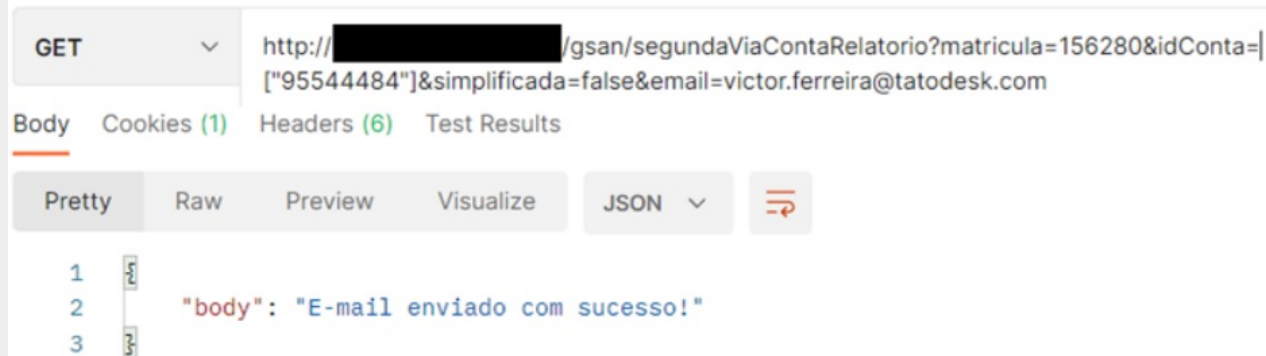 GET http:// /gsan/segundaViaContaRelatorio?matricula=156280&idConta=
["95544484"]&simplificada=false&email=victor.ferreira@tatodesk.com
Body Cookies (1) Headers (6) Test Results
Pretty Raw Preview Visualize JSON
1 {
2 "body": "E-mail enviado com sucesso!"
3 }